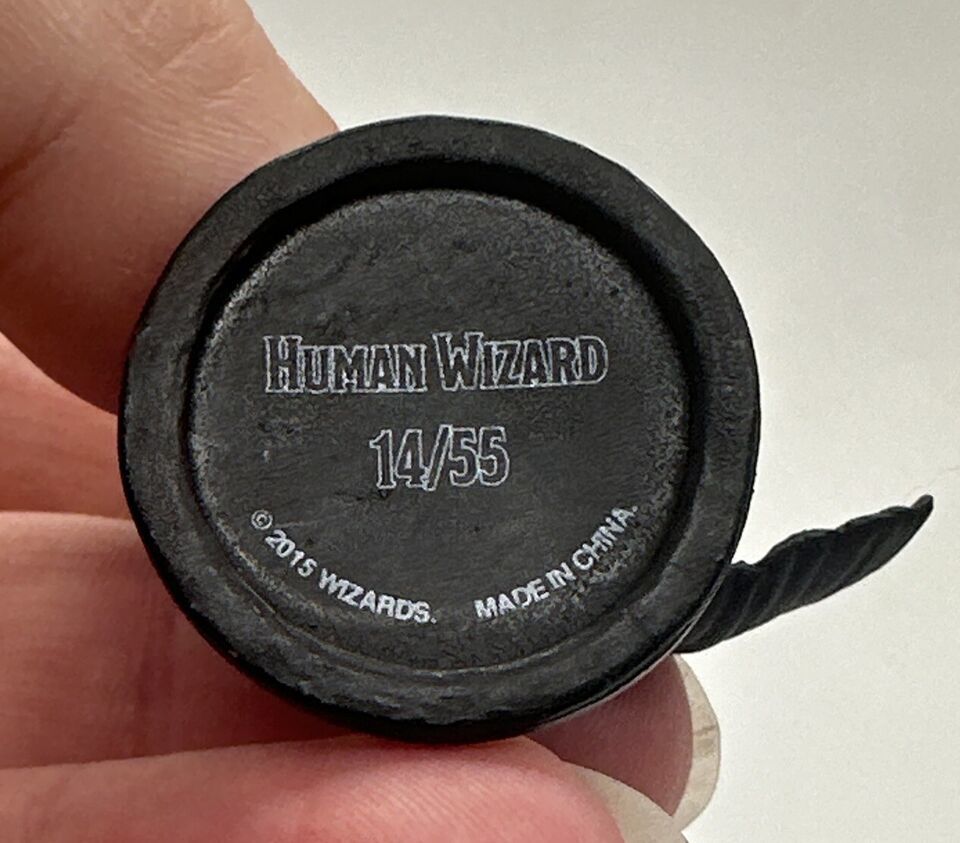 HUMAN WIZARD
14/55
© 2015 WIZARDS. MADE IN CHINA.